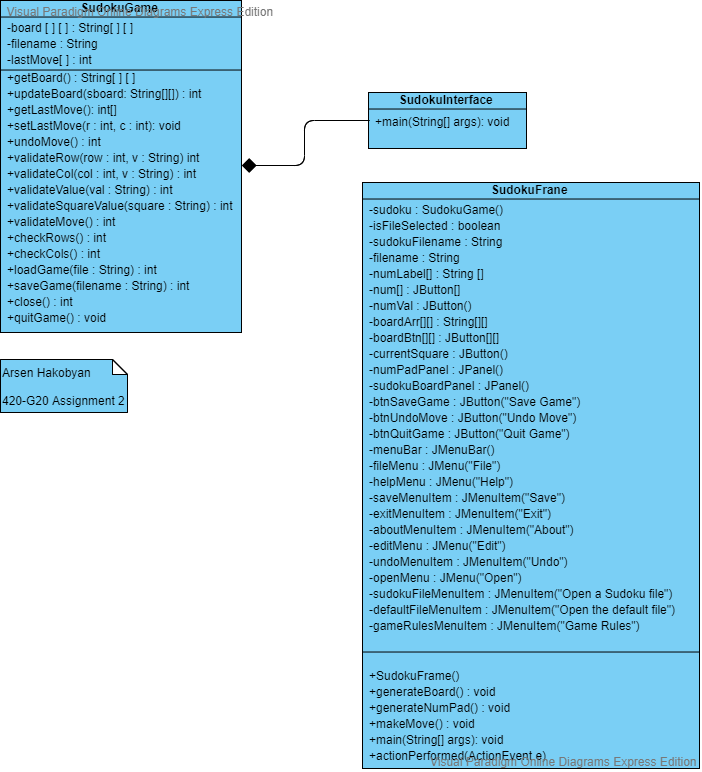 SudokuGame
Visual Paradigm Online Diagrams Express Edition
-board [ ] [ ] : String[ ] [ ]
-filename : String
-lastMove[ ] : int
+getBoard() : String[ ] [ ]
+updateBoard(sboard: String[][]) : int
+getLastMove(): int[]
+setLastMove(r : int, c : int): void
+undoMove() : int
+validateRow(row : int, v : String) int
+validateCol(col : int, v : String) : int
+validateValue(val : String) : int
+validateSquareValue(square : String) : int
+validateMove() : int
+checkRows() : int
+checkCols() : int
+loadGame(file : String) : int
+saveGame(filename : String) : int
+close() : int
+quitGame() : void
Arsen Hakobyan
420-G20 Assignment 2
SudokuInterface
+main(String[] args): void
SudokuFrane
-sudoku : SudokuGame()
-isFileSelected : boolean
-sudokuFilename : String
-filename : String
-numLabel[] : String []
-num[] : JButton[]
-numVal : JButton()
-boardArr[][] : String[][]
-boardBtn[][] : JButton[][]
-currentSquare : JButton()
-numPadPanel : JPanel()
-sudokuBoardPanel : JPanel()
-btnSaveGame : JButton("Save Game")
-btnUndoMove : JButton("Undo Move")
-btnQuitGame : JButton("Quit Game")
-menuBar : JMenuBar()
-fileMenu : JMenu("File")
-helpMenu : JMenu("Help")
-saveMenuItem : JMenuItem("Save")
-exitMenuItem : JMenuItem("Exit")
-aboutMenuItem : JMenuItem("About")
-editMenu : JMenu("Edit")
-undoMenuItem : JMenuItem("Undo")
-openMenu : JMenu("Open")
-sudokuFileMenuItem : JMenuItem("Open a Sudoku file")
-defaultFileMenuItem : JMenuItem("Open the default file")
-gameRulesMenuItem : JMenuItem("Game Rules")
+SudokuFrame()
+generateBoard() : void
+generateNumPad() : void
+makeMove() : void
+main(String[] args): void
+actionPerformed(ActionEvent e)
Visual Paradigm Online Diagrams Express Edition